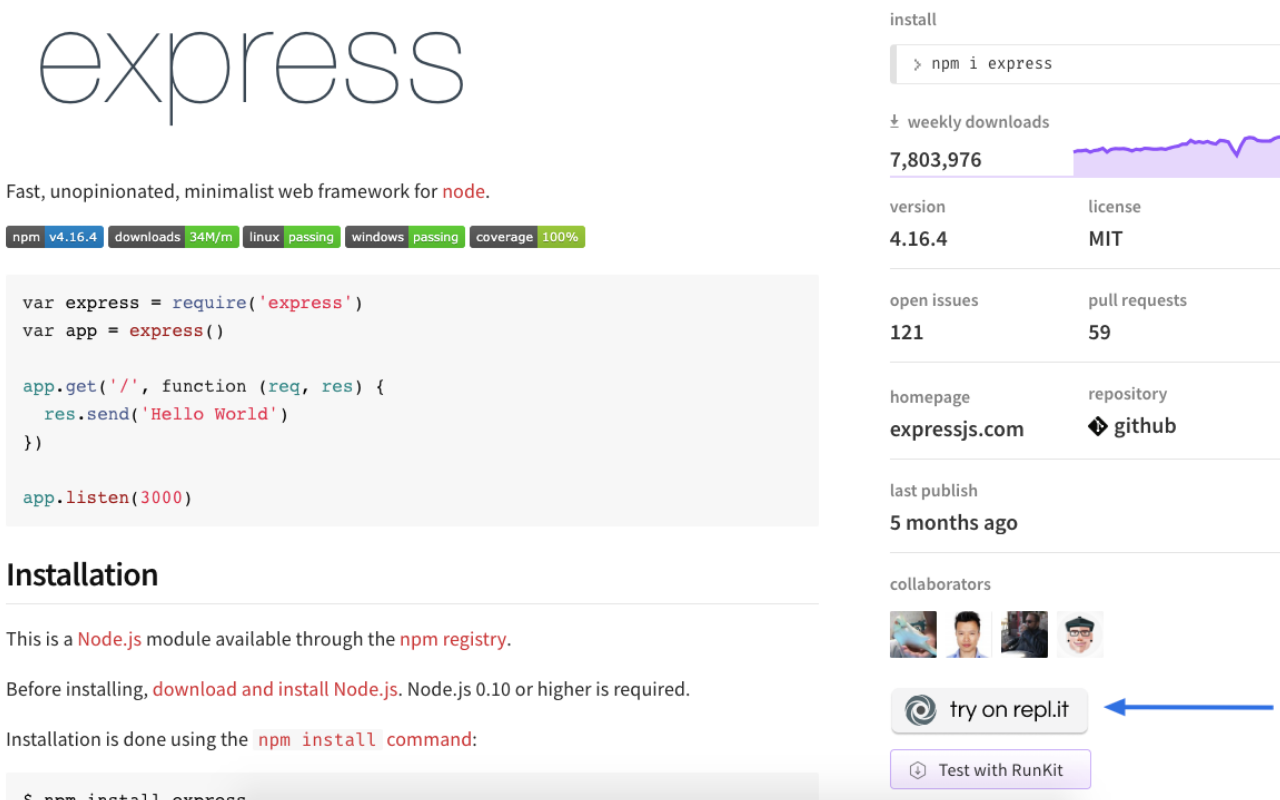 express
Fast, unopinionated, minimalist web framework for node.
npm v4.16.4 downloads 34M/m linux passing windows passing coverage 100%
var express = require('express')
var app = express()
app.get('/', function (req, res) {
  res.send('Hello World')
})
app.listen(3000)
Installation
This is a Node.js module available through the npm registry.
Before installing, download and install Node.js. Node.js 0.10 or higher is required.
Installation is done using the npm install command:
$ npm install express
install
> npm i express
weekly downloads
7,803,976
version
license
4.16.4
MIT
open issues
pull requests
121
59
homepage
repository
expressjs.com
github
last publish
5 months ago
collaborators
try on repl.it
Test with RunKit